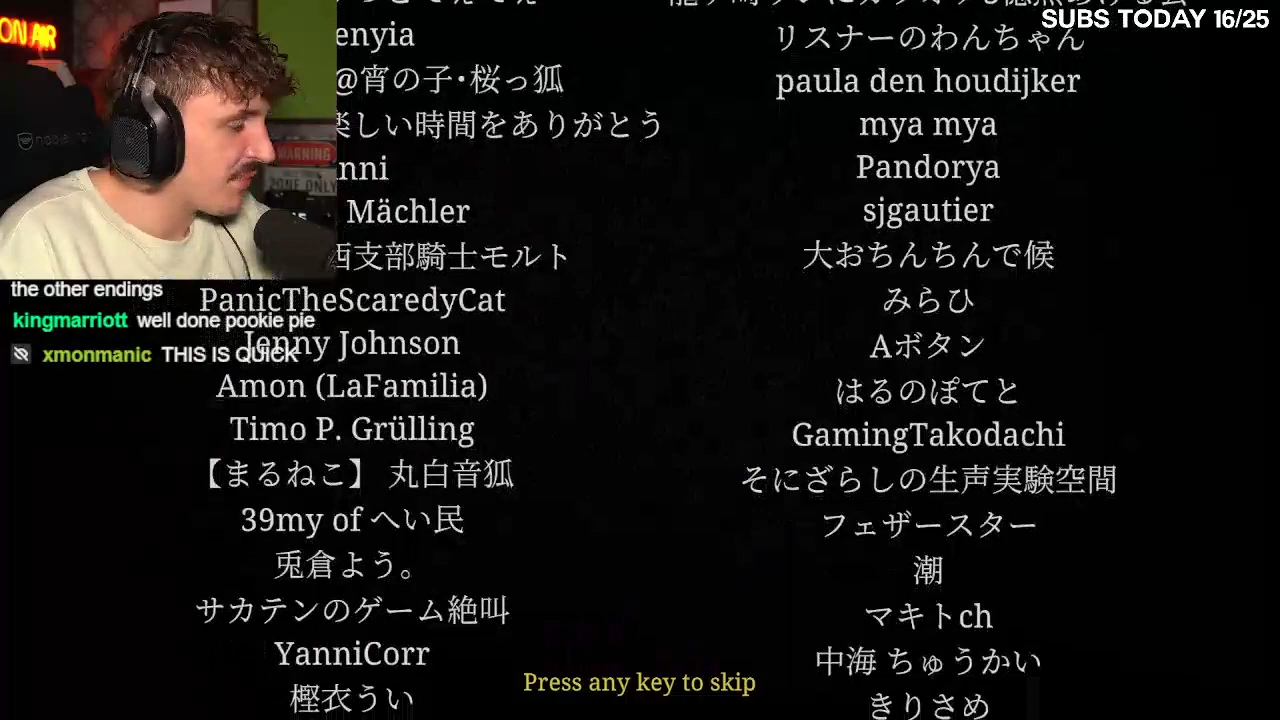 SUBS TODAY 16/25
ON AIR
enyia
リスナーのわんちゃん
@宵の子・桜っ狐
paula den houdijker
楽しい時間をありがとう
mya mya
WARNING
nni
Pandorya
ZONE ONLY
Mächler
sjgautier
西支部騎士モルト
大おちんちんで候
the other endings
PanicTheScaredyCat
みらひ
kingmarriott well done pookie pie
Jenny Johnson
Aボタン
xmonmanic THIS IS QUICK
Amon (LaFamilia)
はるのぽてと
Timo P. Grülling
GamingTakodachi
【まるねこ】 丸白音狐
そにざらしの生声実験空間
39my of へい民
フェザースター
兎倉よう。
潮
サカテンのゲーム絶叫
マキトch
YanniCorr
中海 ちゅうかい
Press any key to skip
樫衣うい
きりさめ